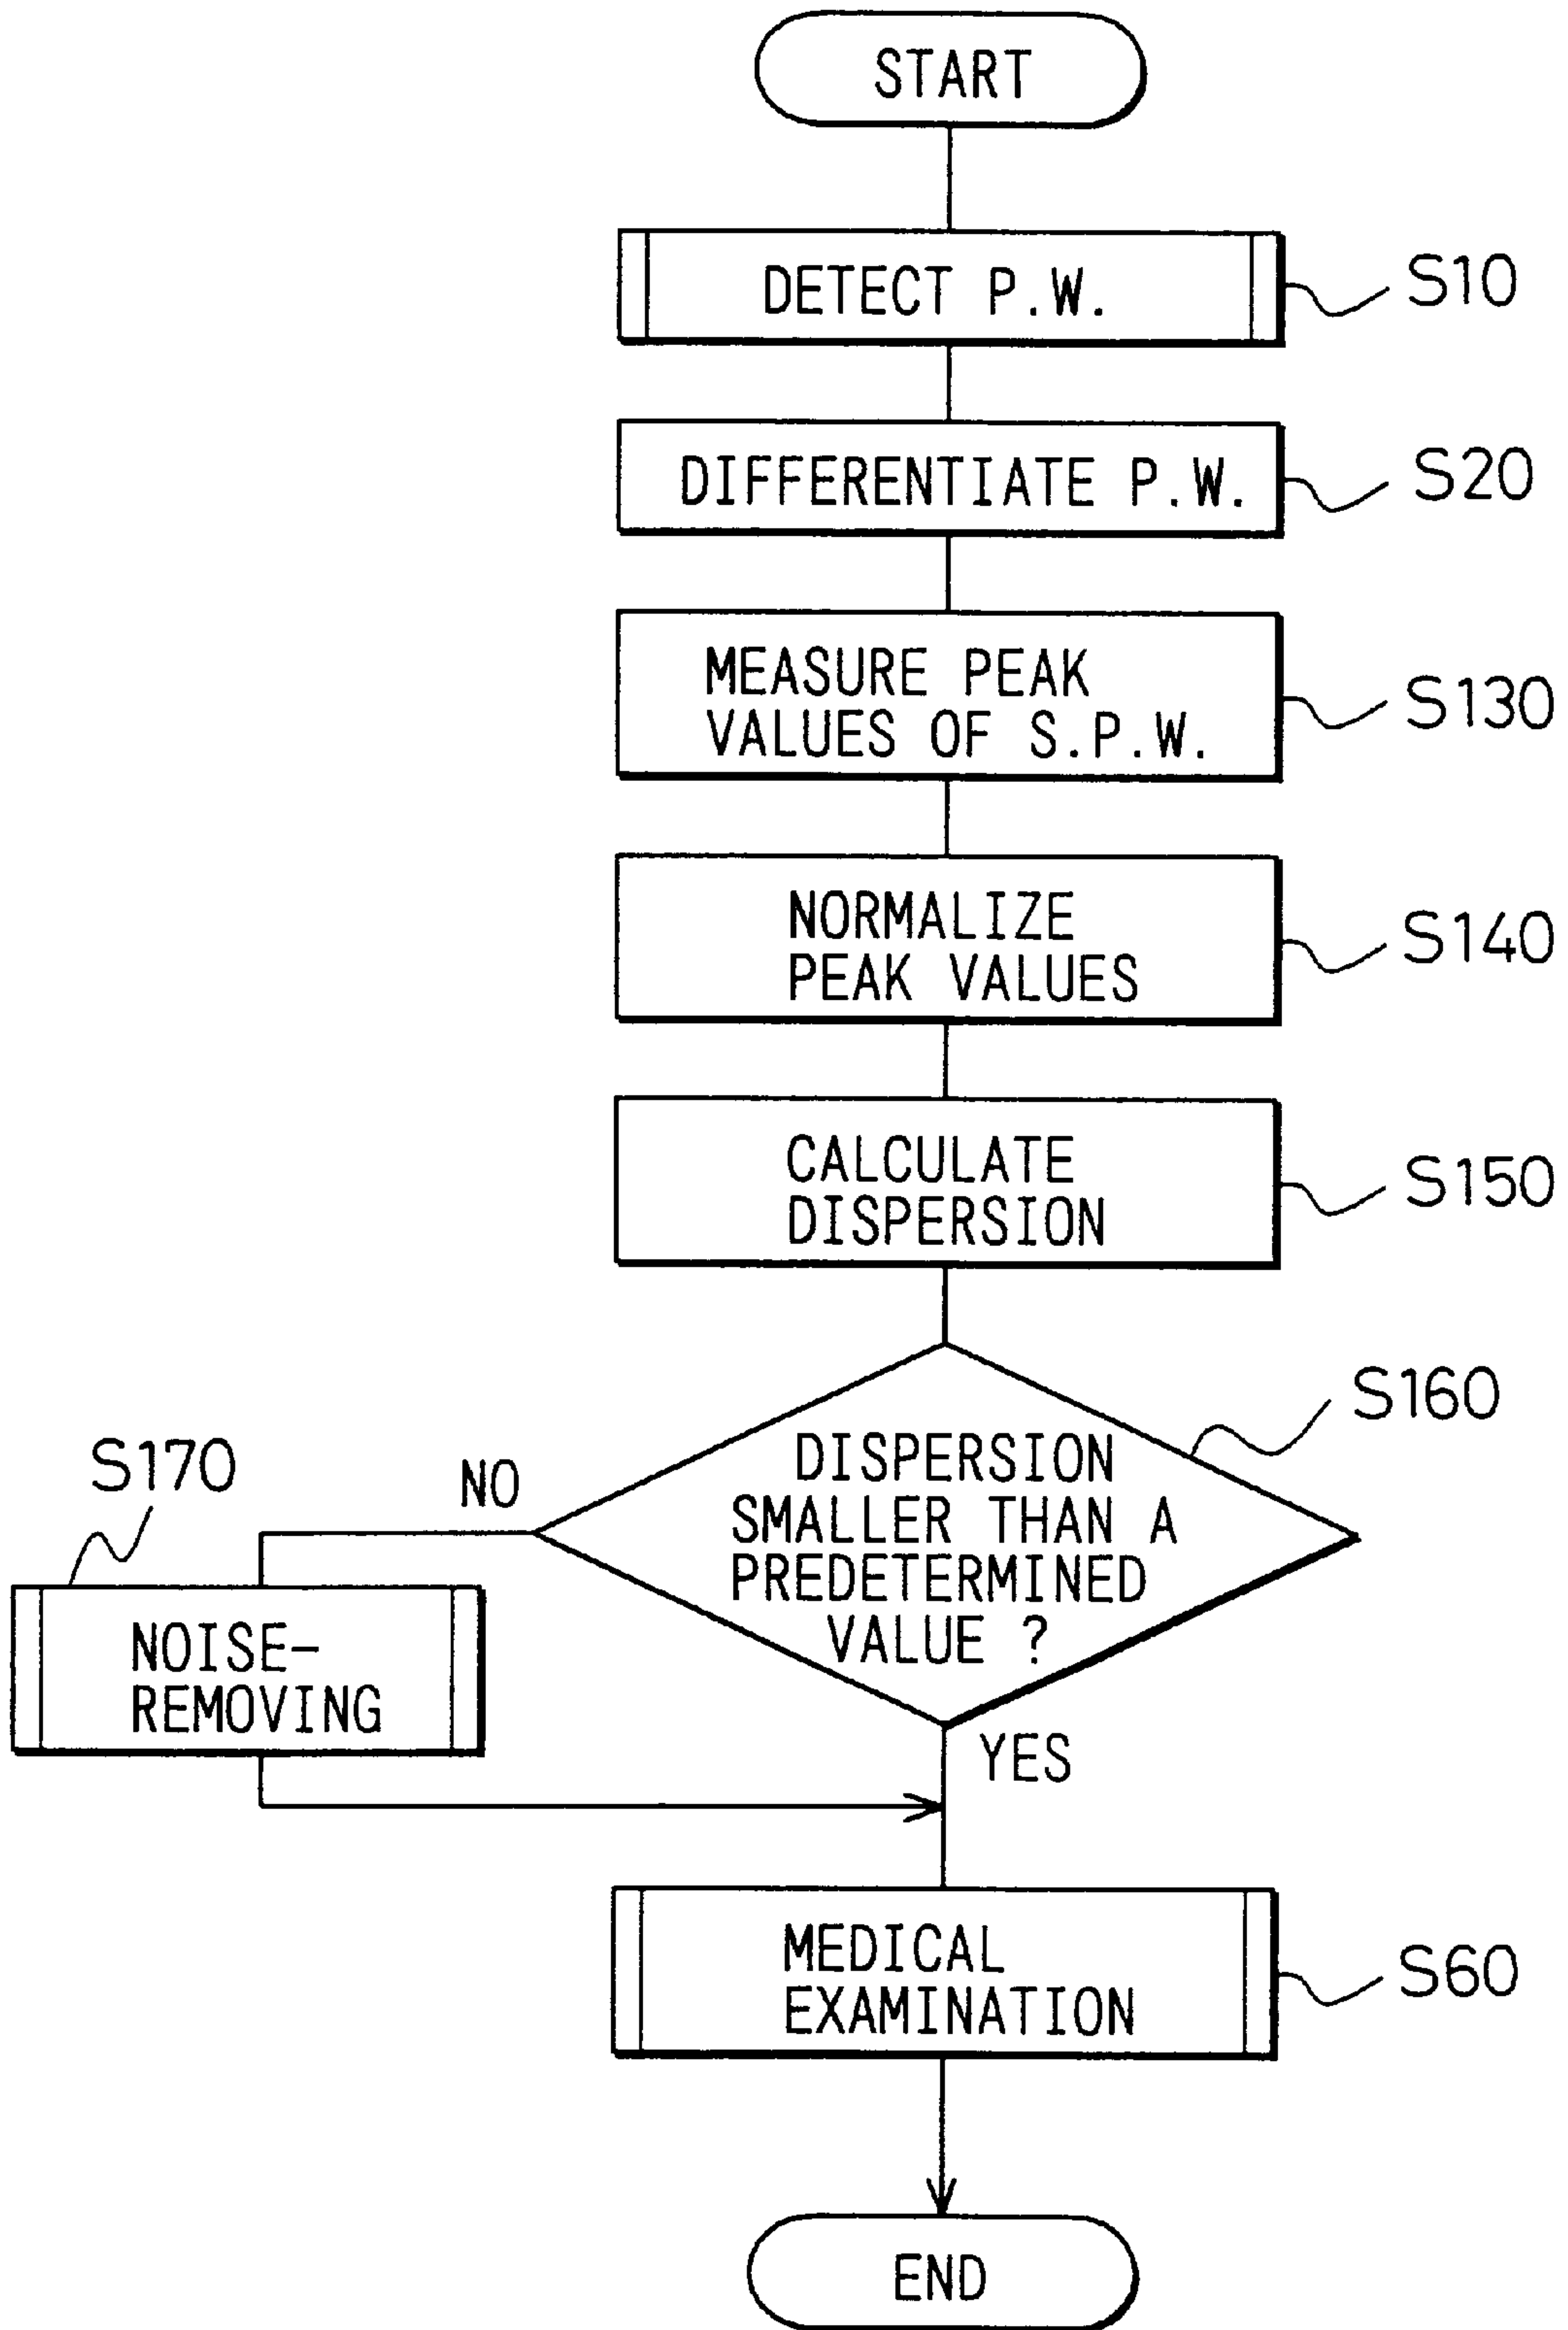 START
DETECT P.W.
S10
DIFFERENTIATE P.W.
S20
MEASURE PEAK
VALUES OF S.P.W.
S130
NORMALIZE
PEAK VALUES
S140
CALCULATE
DISPERSION
S150
DISPERSION
SMALLER THAN A
PREDETERMINED
VALUE ?
S160
NO
S170
NOISE-
REMOVING
YES
MEDICAL
EXAMINATION
S60
END